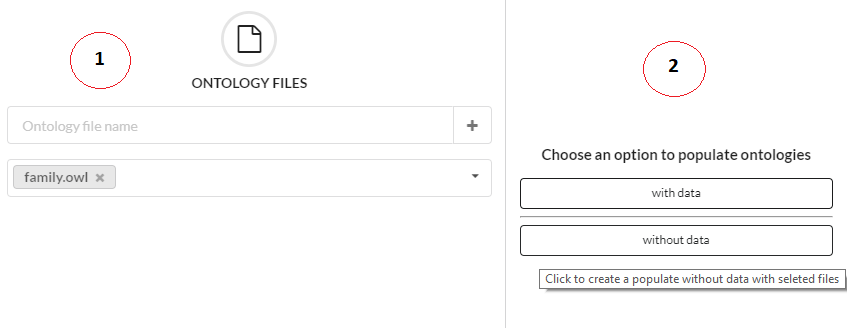 1
ONTOLOGY FILES
Ontology file name
family.owl
2
Choose an option to populate ontologies
with data
without data
Click to create a populate without data with seleted files